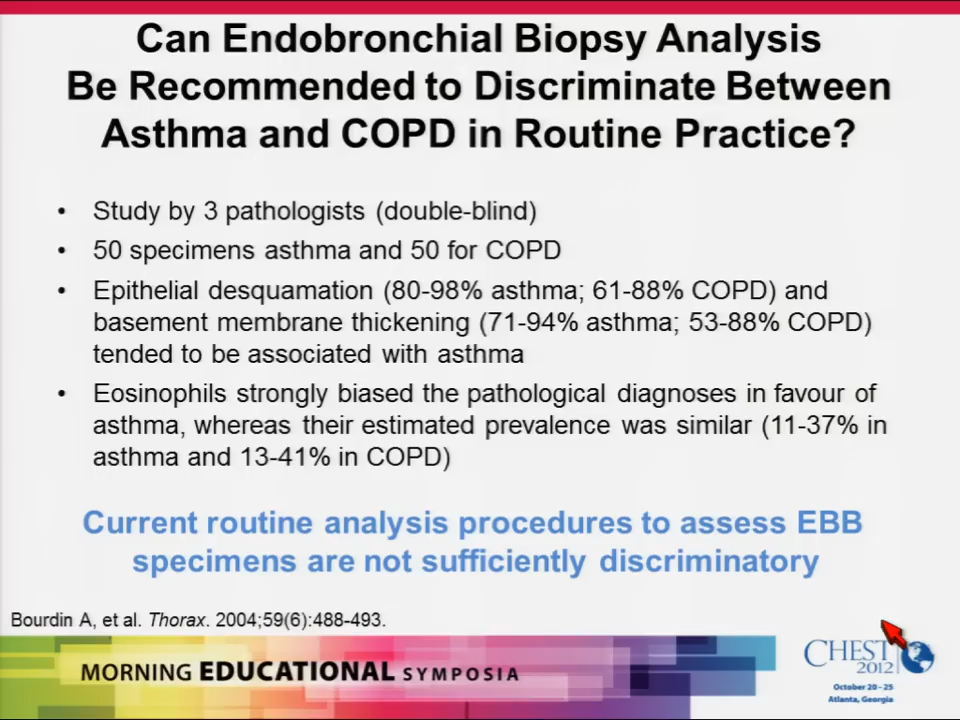 Can Endobronchial Biopsy Analysis
Be Recommended to Discriminate Between
Asthma and COPD in Routine Practice?
• Study by 3 pathologists (double-blind)
• 50 specimens asthma and 50 for COPD
• Epithelial desquamation (80-98% asthma; 61-88% COPD) and
basement membrane thickening (71-94% asthma; 53-88% COPD)
tended to be associated with asthma
• Eosinophils strongly biased the pathological diagnoses in favour of
asthma, whereas their estimated prevalence was similar (11-37% in
asthma and 13-41% in COPD)
Current routine analysis procedures to assess EBB
specimens are not sufficiently discriminatory
Bourdin A, et al. Thorax. 2004;59(6):488-493.
MORNING EDUCATIONAL SYMPOSIA
CHEST
2012
October 20 - 25
Atlanta, Georgia